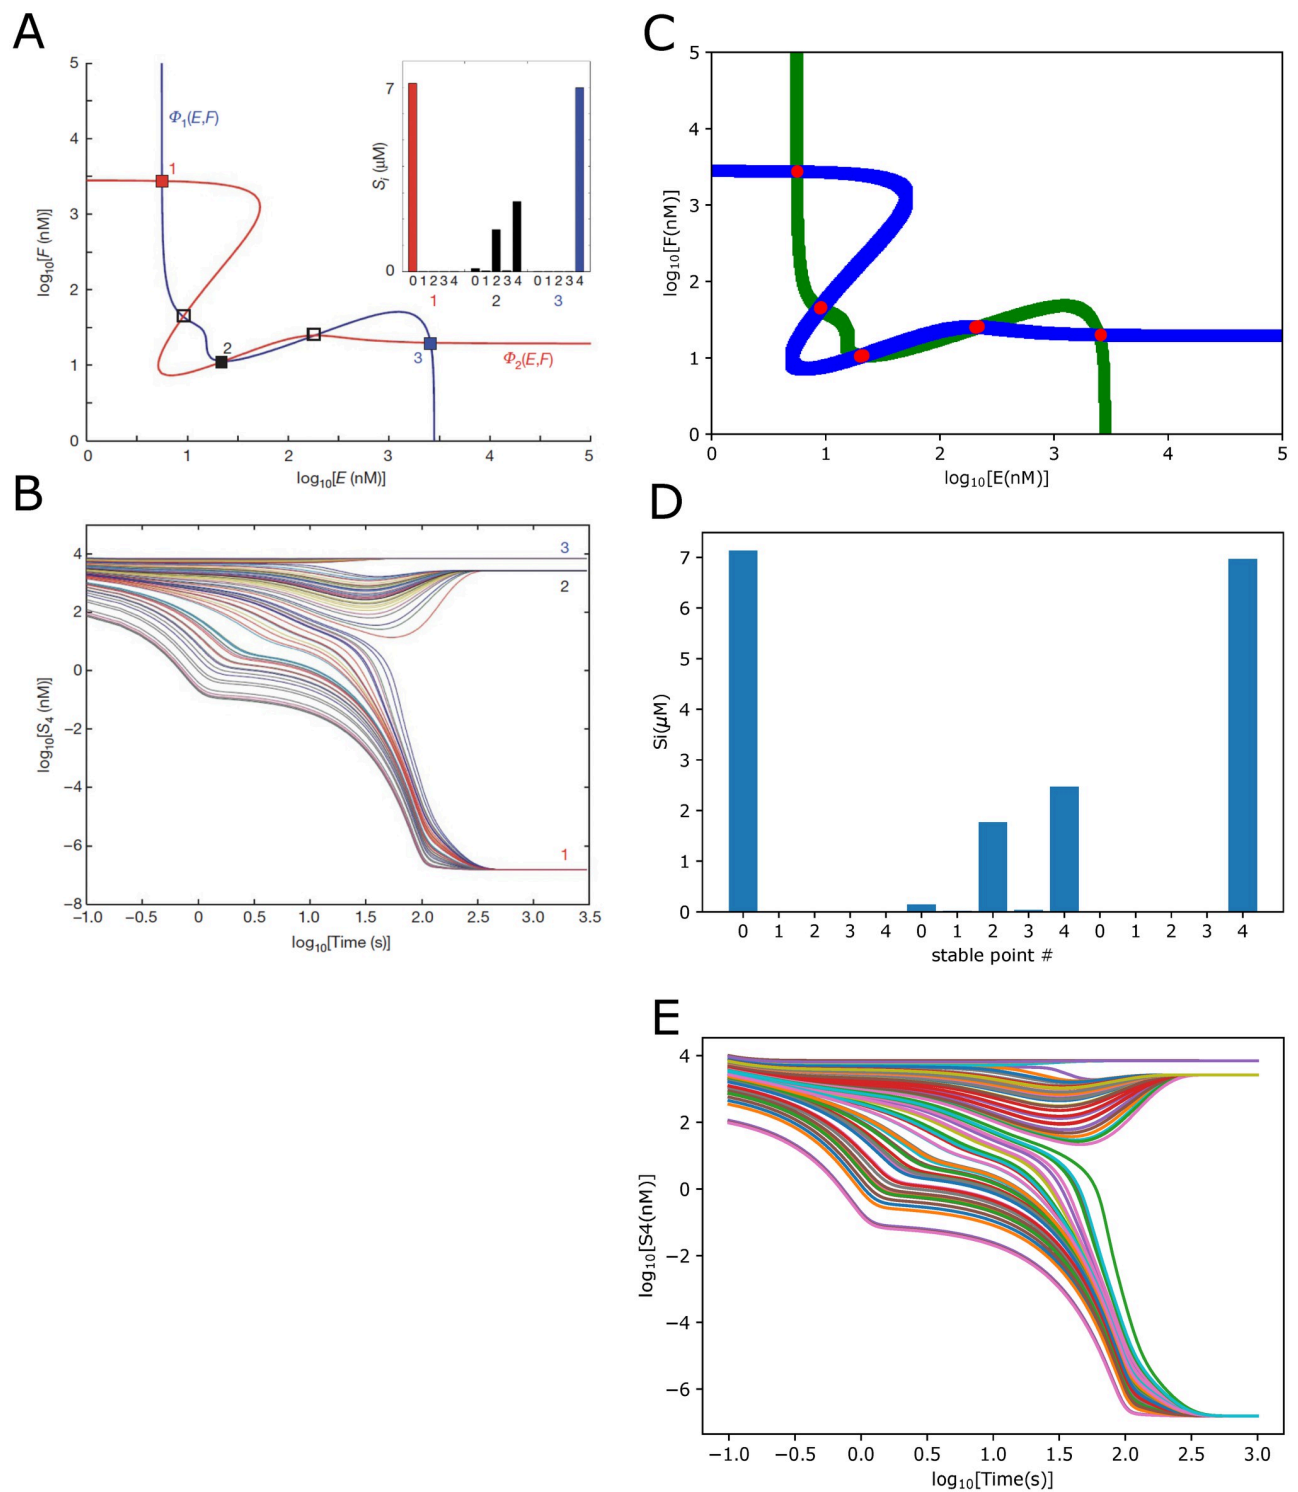 A
5
4
3
2
1
0
log₁₀[F (nM)]
Φ₁(E,F)
1
2
3
Φ₂(E,F)
7
0
Sᵢ (μM)
0 1 2 3 4 0 1 2 3 4 0 1 2 3 4
1 2 3
0 1 2 3 4 5
log₁₀[E (nM)]
B
4
2
0
−2
−4
−6
−8
log₁₀[S₄ (nM)]
3
2
1
−1.0 −0.5 0 0.5 1.0 1.5 2.0 2.5 3.0 3.5
log₁₀[Time (s)]
C
5
4
3
2
1
0
log₁₀[F(nM)]
0 1 2 3 4 5
log₁₀[E(nM)]
D
7
6
5
4
3
2
1
0
Si(μM)
0 1 2 3 4 0 1 2 3 4 0 1 2 3 4
stable point #
E
4
2
0
−2
−4
−6
log₁₀[S4(nM)]
−1.0 −0.5 0.0 0.5 1.0 1.5 2.0 2.5 3.0
log₁₀[Time(s)]